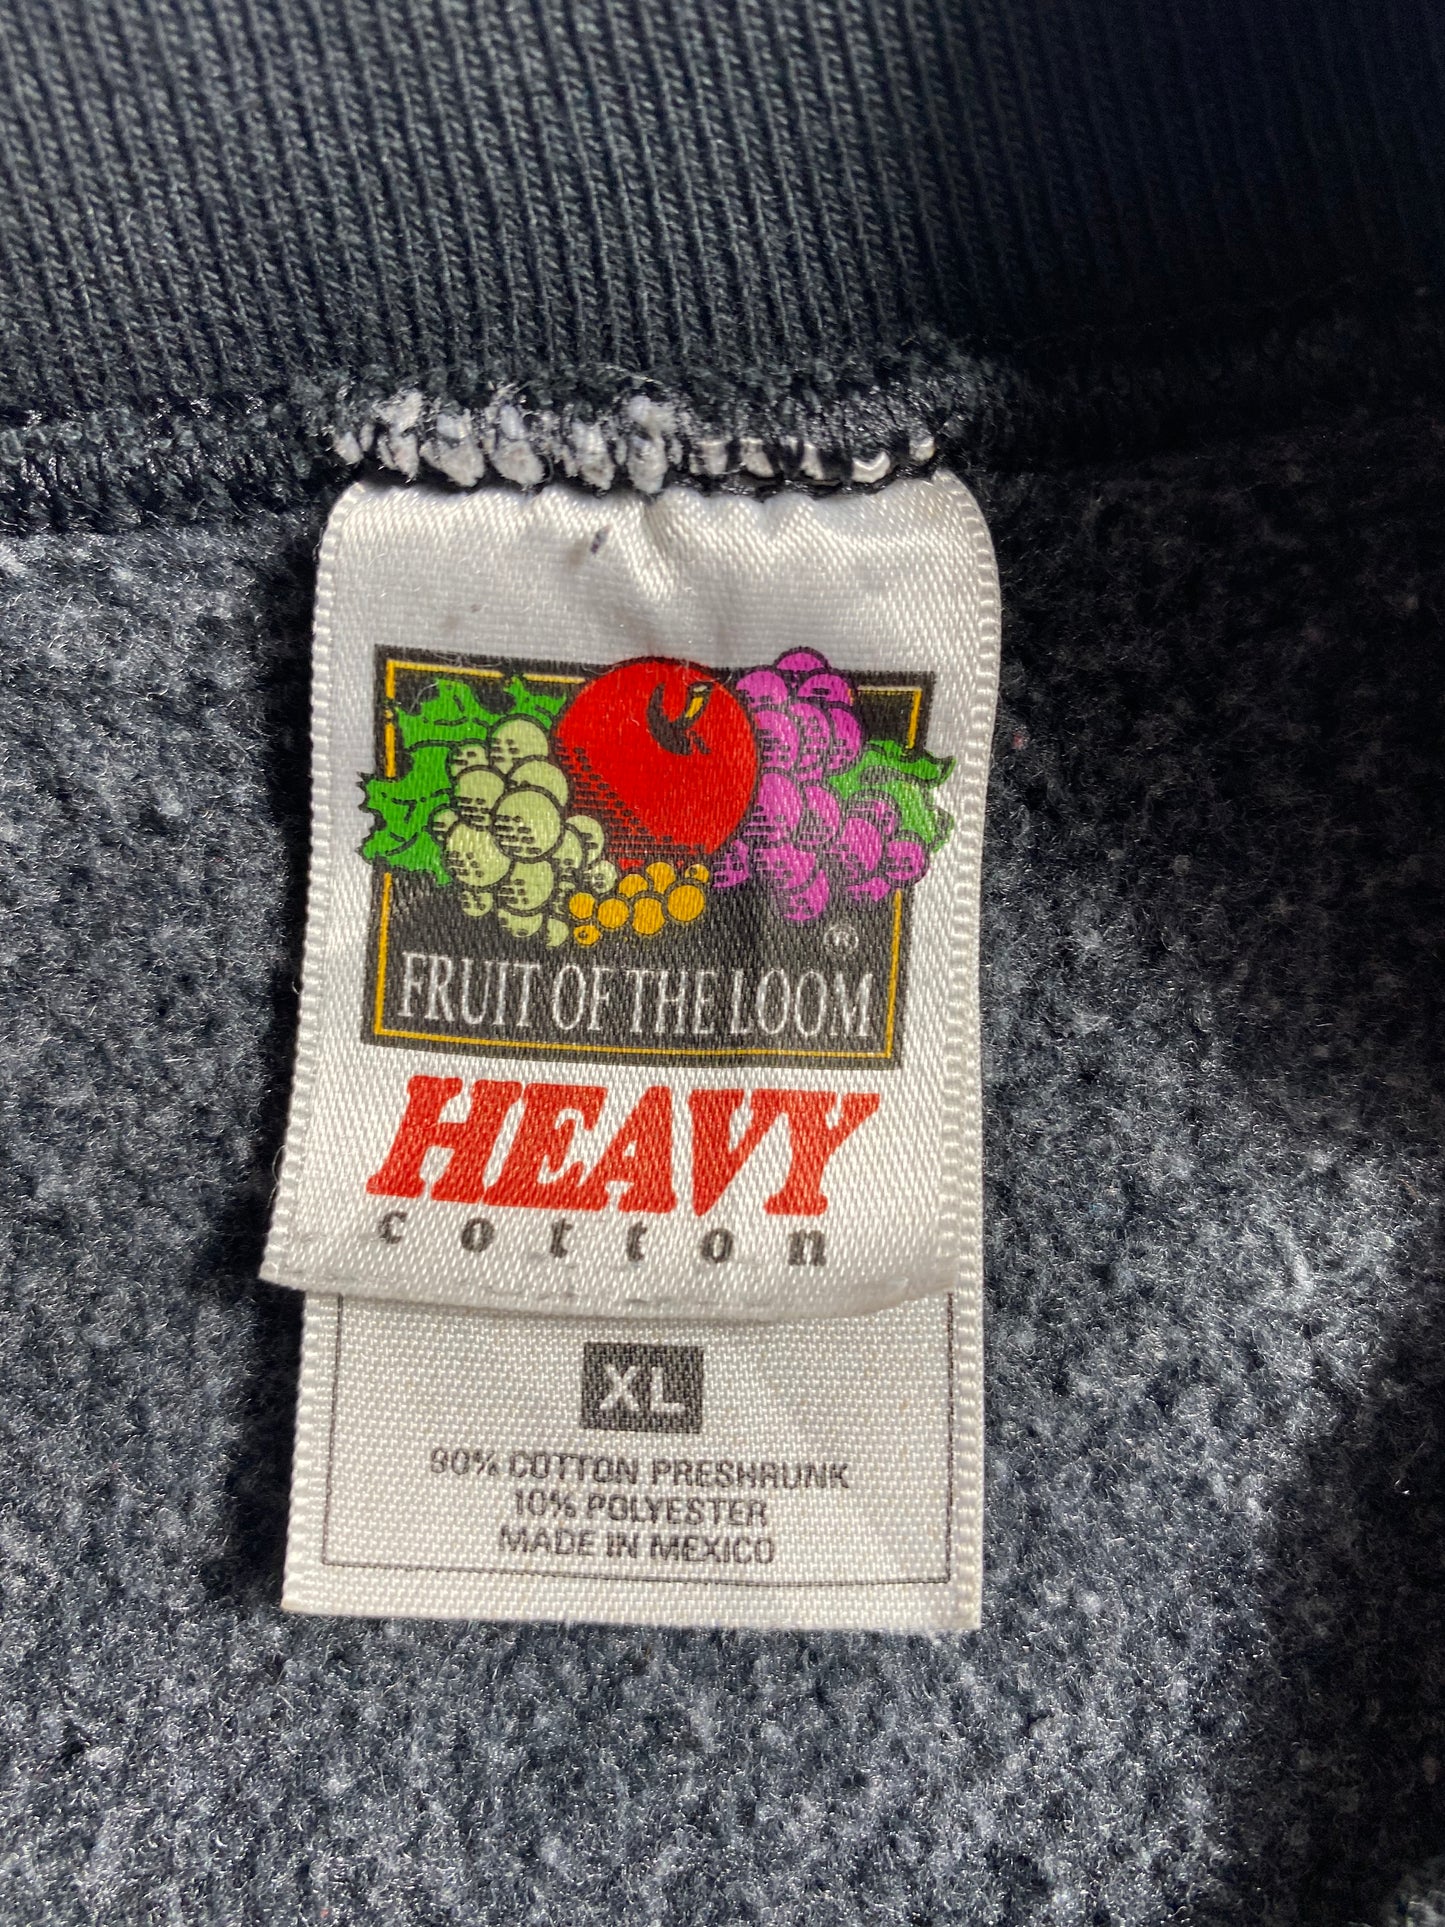 ®
FRUIT OF THE LOOM
HEAVY
cotton
XL
90% COTTON PRESHRUNK
10% POLYESTER
MADE IN MEXICO